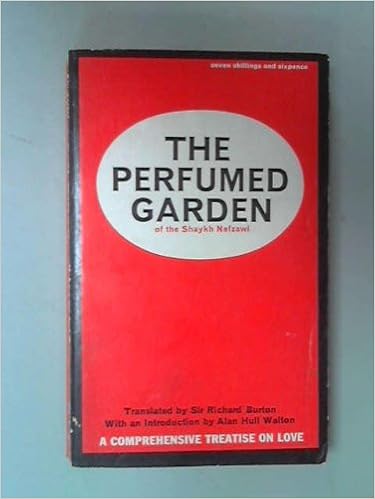 seven shillings and sixpence
THE
PERFUMED
GARDEN
of the Shaykh Nefzawi
Translated by Sir Richard Burton
With an Introduction by Alan Hull Walton
A COMPREHENSIVE TREATISE ON LOVE